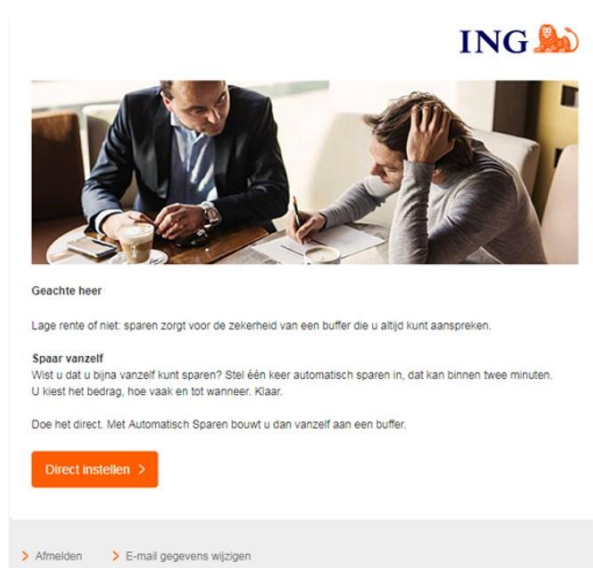 ING
Geachte heer
Lage rente of niet: sparen zorgt voor de zekerheid van een buffer die u altijd kunt aanspreken.
Spaar vanzelf
Wist u dat u bijna vanzelf kunt sparen? Stel één keer automatisch sparen in, dat kan binnen twee minuten.
U kiest het bedrag, hoe vaak en tot wanneer. Klaar.
Doe het direct. Met Automatisch Sparen bouwt u dan vanzelf aan een buffer.
Direct instellen >
> Afmelden > E-mail gegevens wijzigen